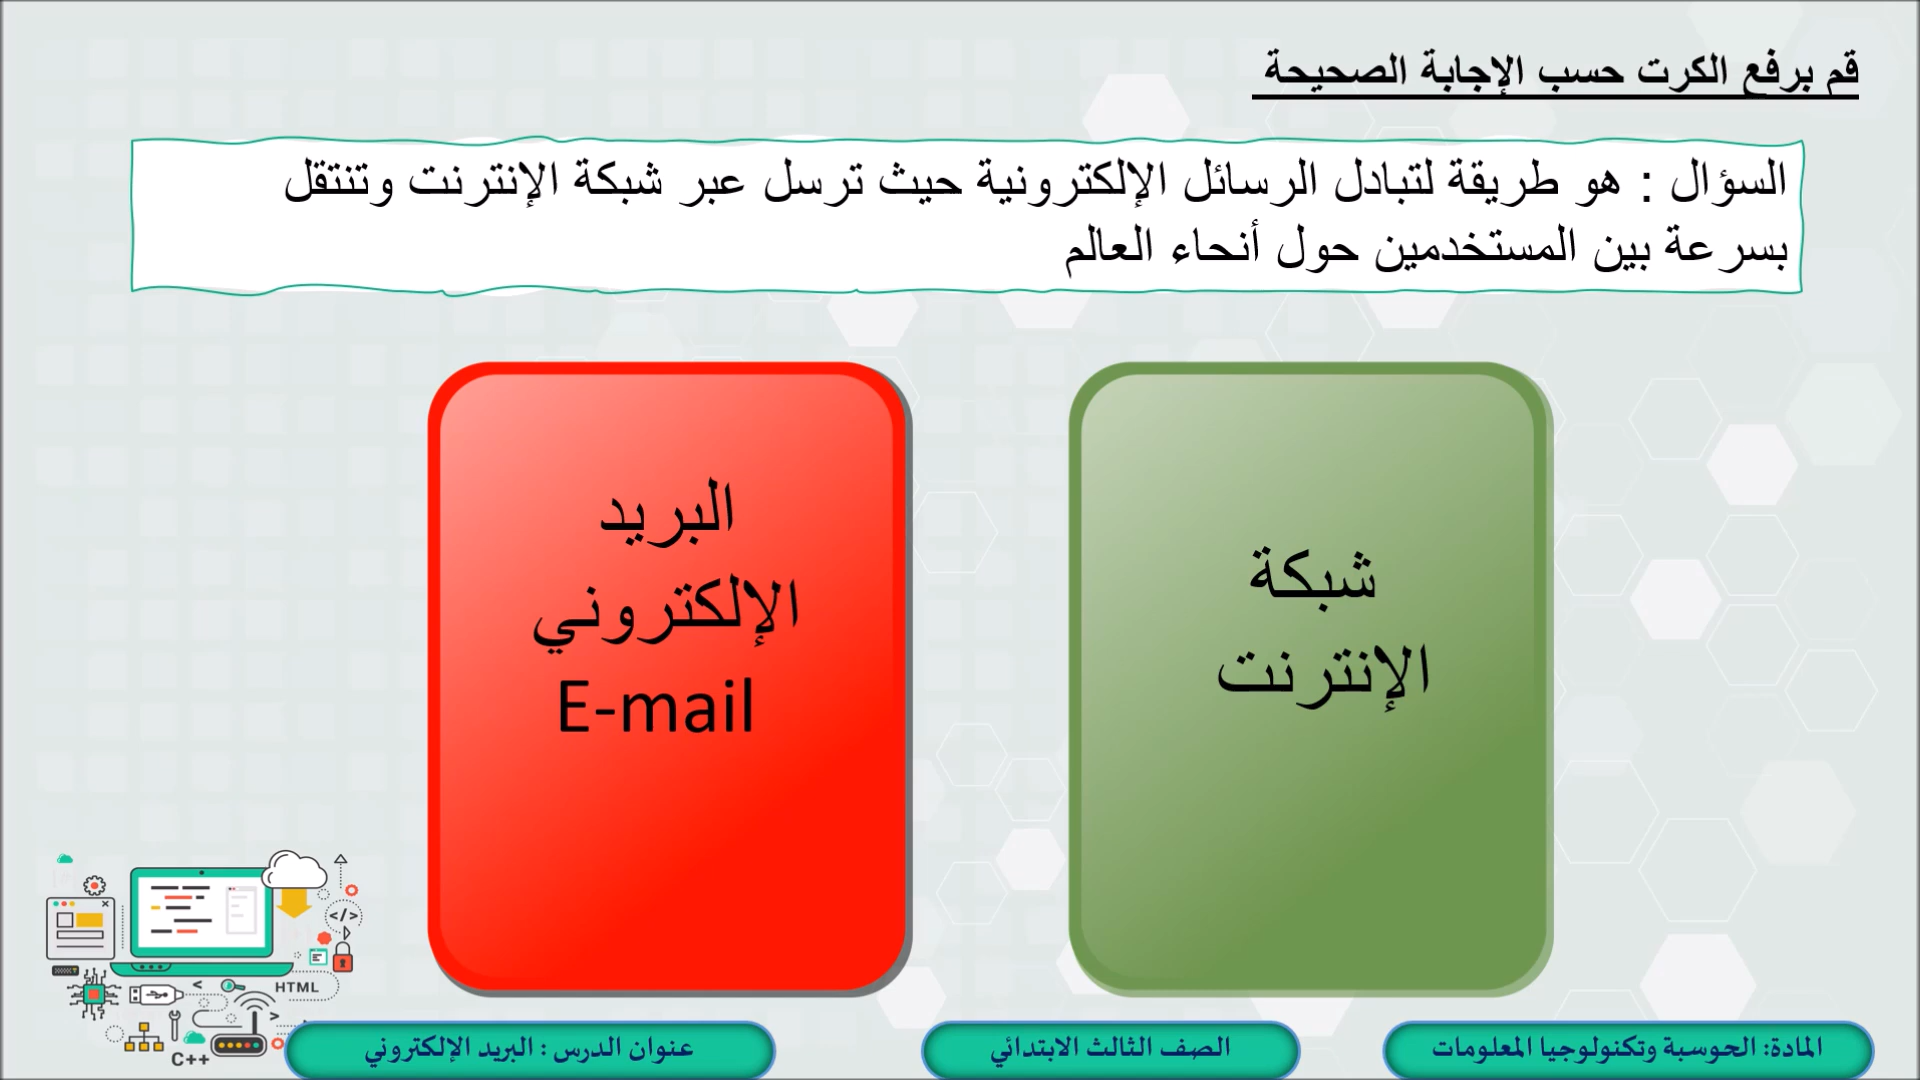 قم برفع الكرت حسب الإجابة الصحيحة
السؤال : هو طريقة لتبادل الرسائل الإلكترونية حيث ترسل عبر شبكة الإنترنت وتنتقل
بسرعة بين المستخدمين حول أنحاء العالم
شبكة
الإنترنت
البريد
الإلكتروني
E-mail
</>
HTML
C++
المادة: الحوسبة وتكنولوجيا المعلومات
الصف الثالث الابتدائي
عنوان الدرس : البريد الإلكتروني